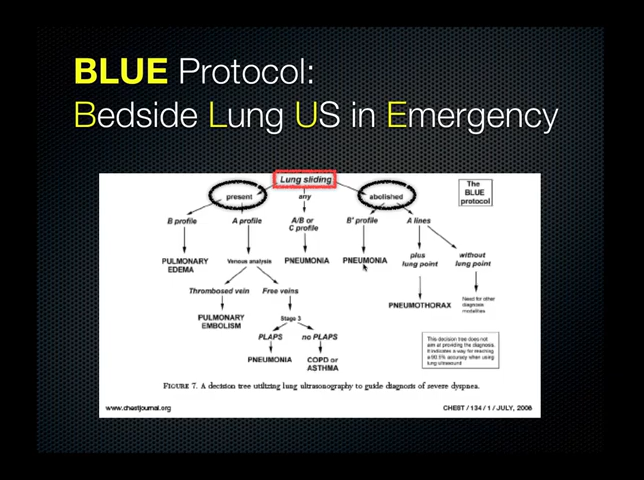 BLUE Protocol:
Bedside Lung US in Emergency
Lung sliding
present
any
abolished
The
BLUE
protocol
B profile
A profile
A/B or
C profile
B' profile
A lines
PULMONARY
EDEMA
Venous analysis
PNEUMONIA
PNEUMONIA
plus
lung point
without
lung point
Thrombosed vein
Free veins
PNEUMOTHORAX
Need for other
diagnosis
modalities
PULMONARY
EMBOLISM
Stage 3
PLAPS
no PLAPS
PNEUMONIA
COPD or
ASTHMA
This decision tree does not
aim at providing the diagnosis.
It indicates a way for reaching
a 90.5% accuracy when using
lung ultrasound
FIGURE 7. A decision tree utilizing lung ultrasonography to guide diagnosis of severe dyspnea.
www.chestjournal.org
CHEST / 134 / 1 / JULY, 2008